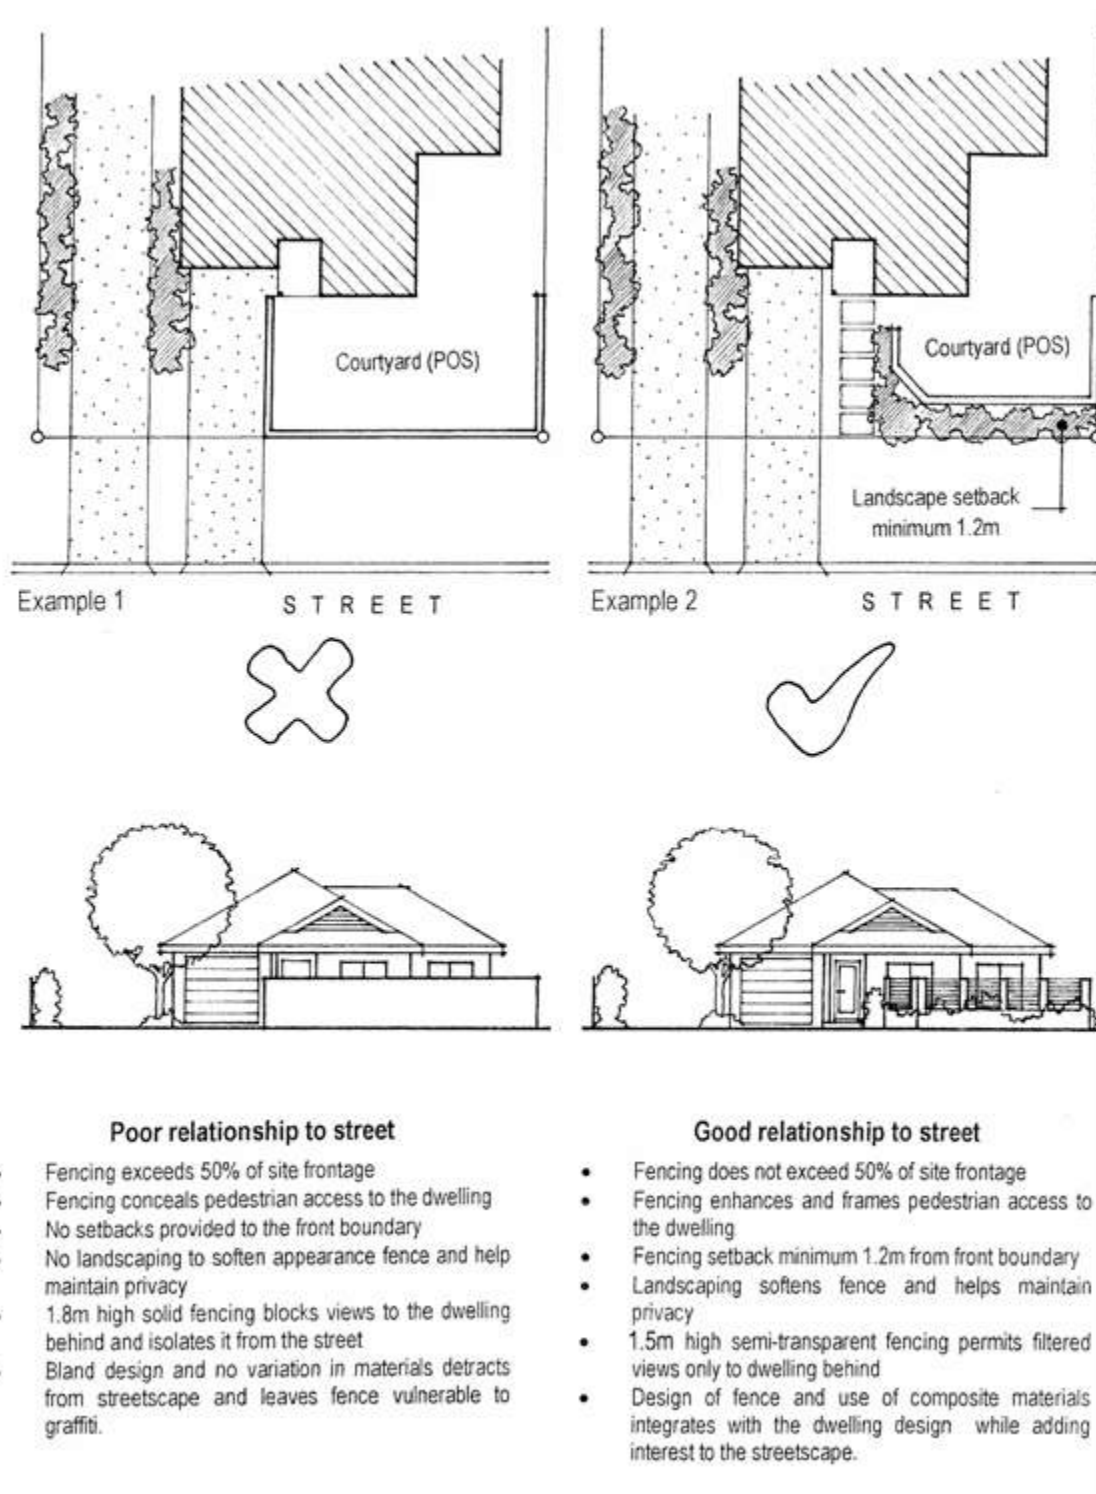 Courtyard (POS)
Courtyard (POS)
Landscape setback
minimum 1.2m
Example 1
STREET
Example 2
STREET
Poor relationship to street
Fencing exceeds 50% of site frontage
Fencing conceals pedestrian access to the dwelling
No setbacks provided to the front boundary
No landscaping to soften appearance fence and help
maintain privacy
1.8m high solid fencing blocks views to the dwelling
behind and isolates it from the street
Bland design and no variation in materials detracts
from streetscape and leaves fence vulnerable to
graffiti.
Good relationship to street
• Fencing does not exceed 50% of site frontage
• Fencing enhances and frames pedestrian access to
the dwelling
• Fencing setback minimum 1.2m from front boundary
• Landscaping softens fence and helps maintain
privacy
• 1.5m high semi-transparent fencing permits filtered
views only to dwelling behind
• Design of fence and use of composite materials
integrates with the dwelling design while adding
interest to the streetscape.